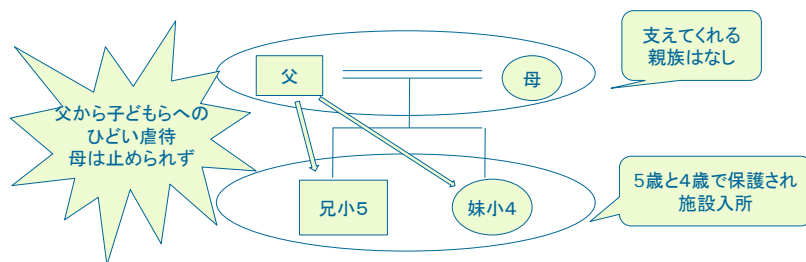 支えてくれる
親族はなし
父
母
父から子どもらへの
ひどい虐待
母は止められず
5歳と4歳で保護され
施設入所
兄小5
妹小4